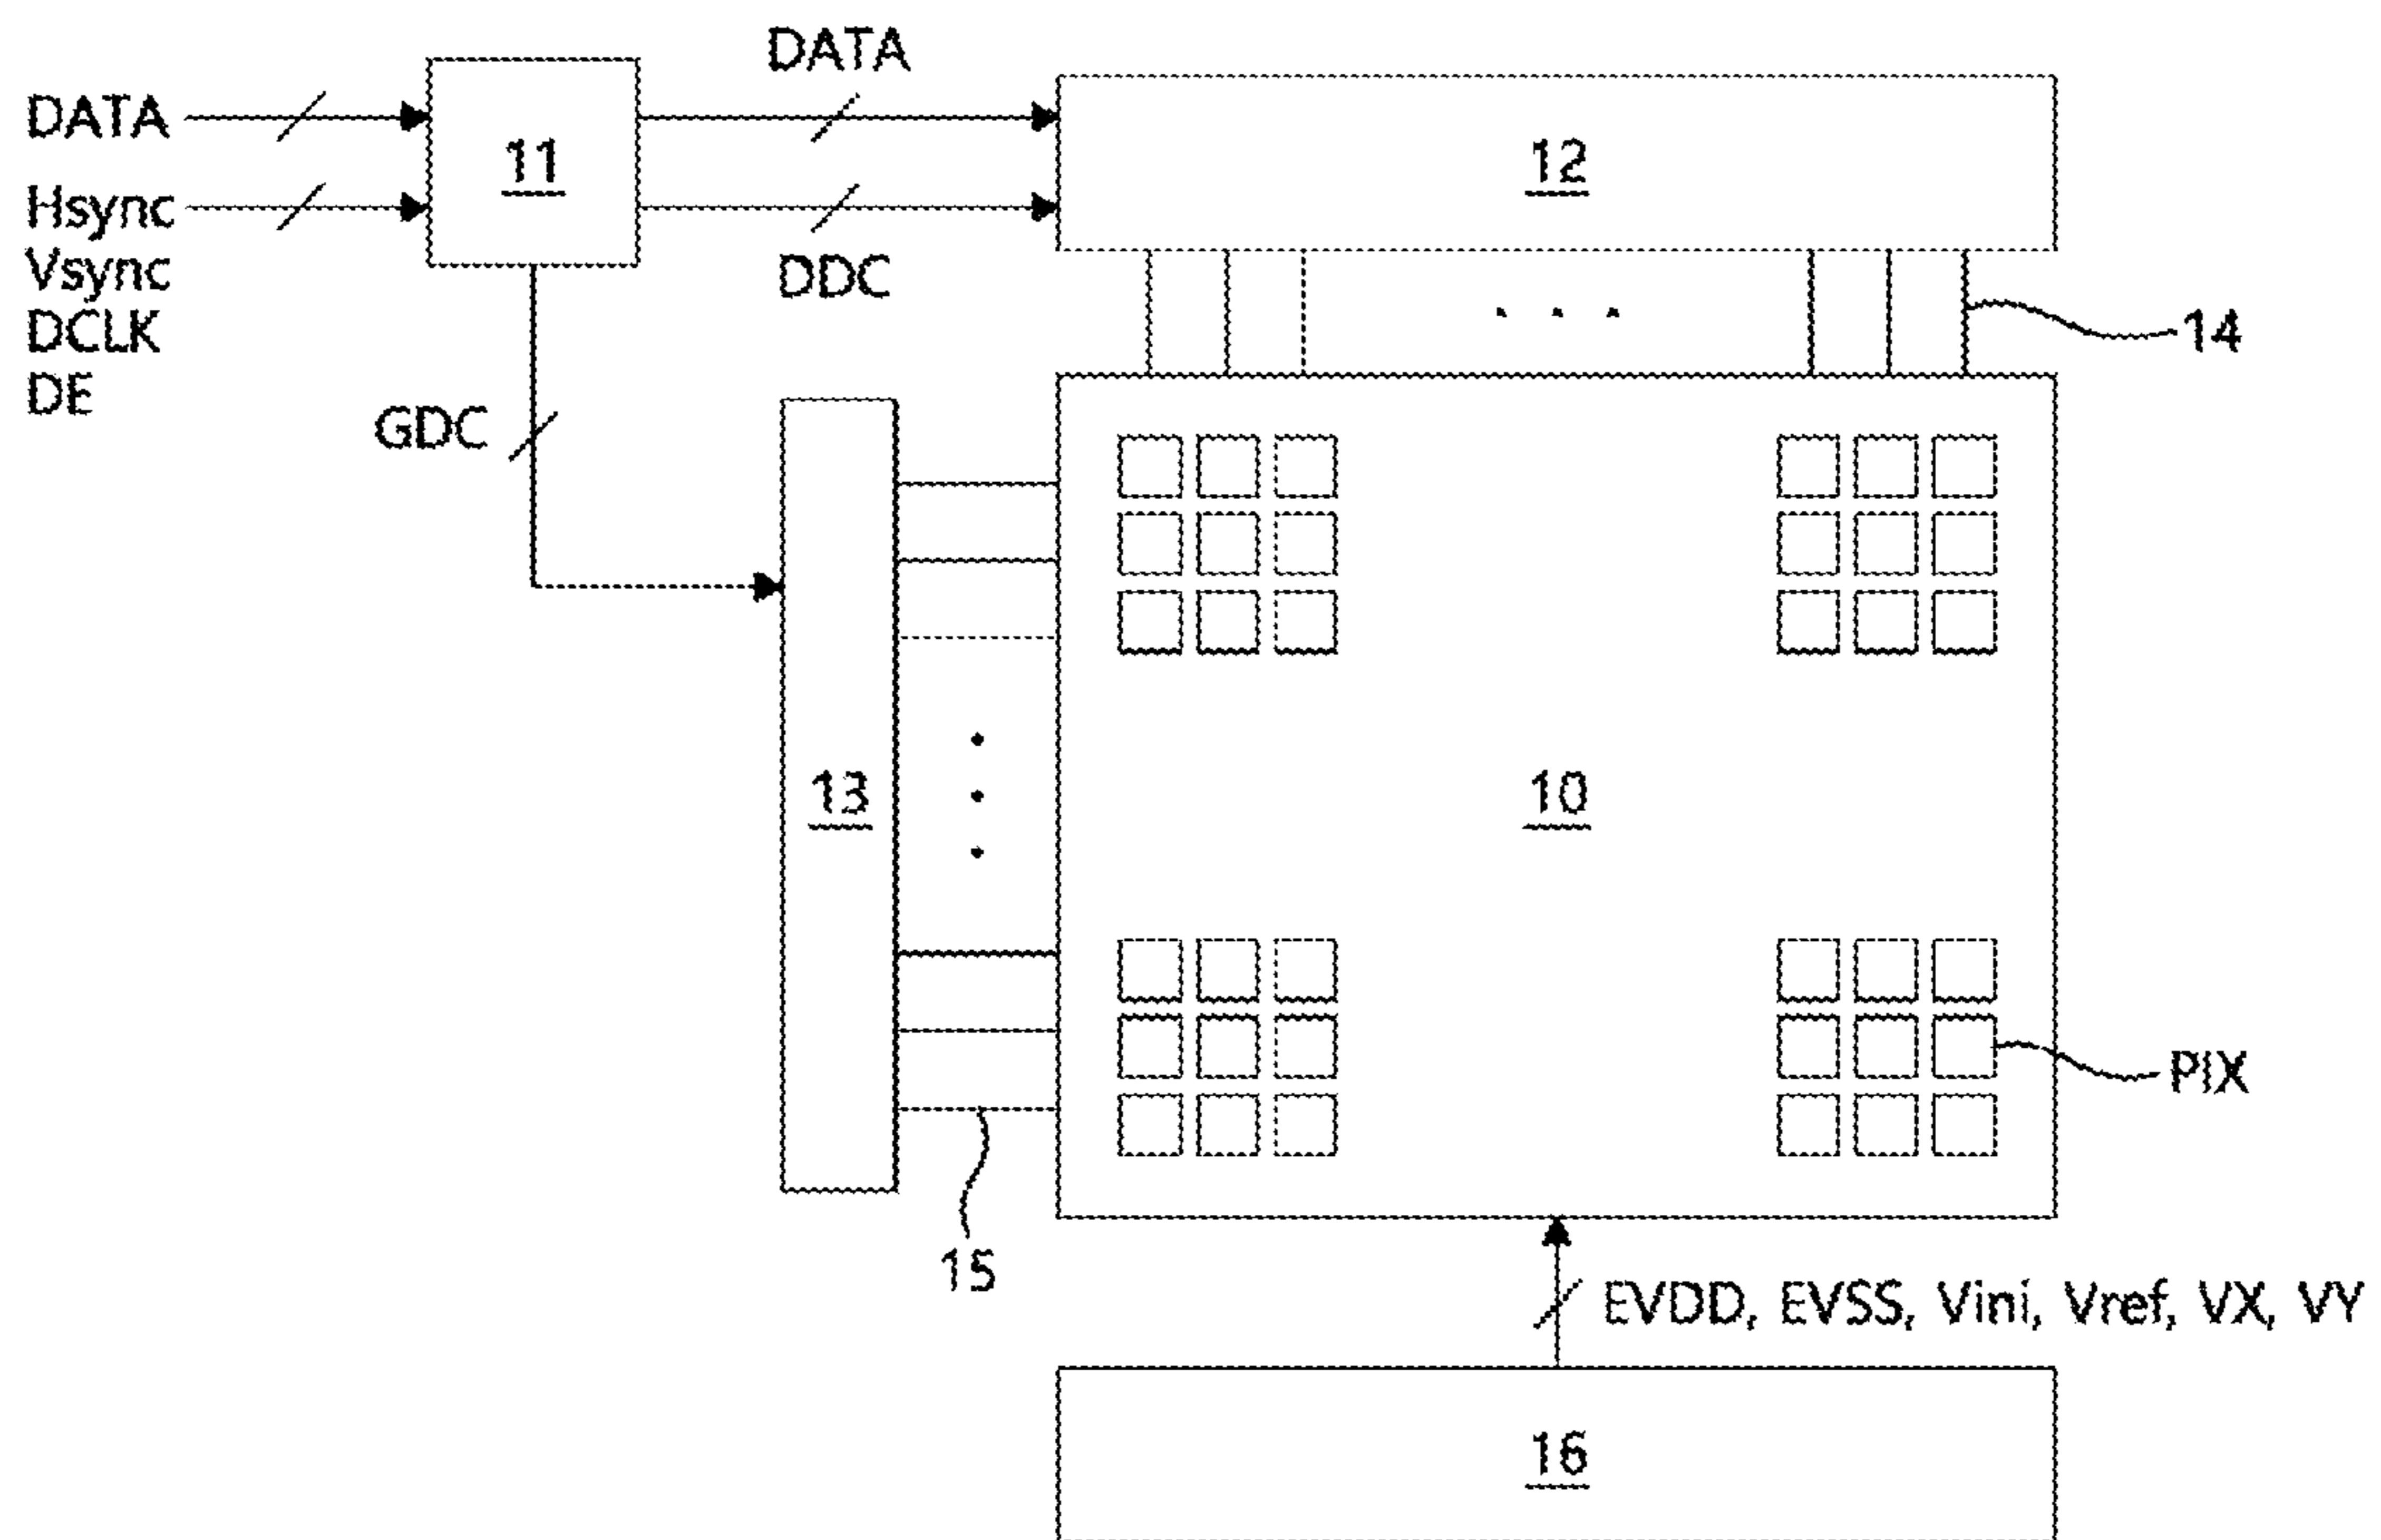 DATA
DATA
11
12
Hsync
Vsync
DCLK
DE
DDC
14
GDC
13
10
PIX
15
EVDD, EVSS, Vini, Vref, VX, VY
16